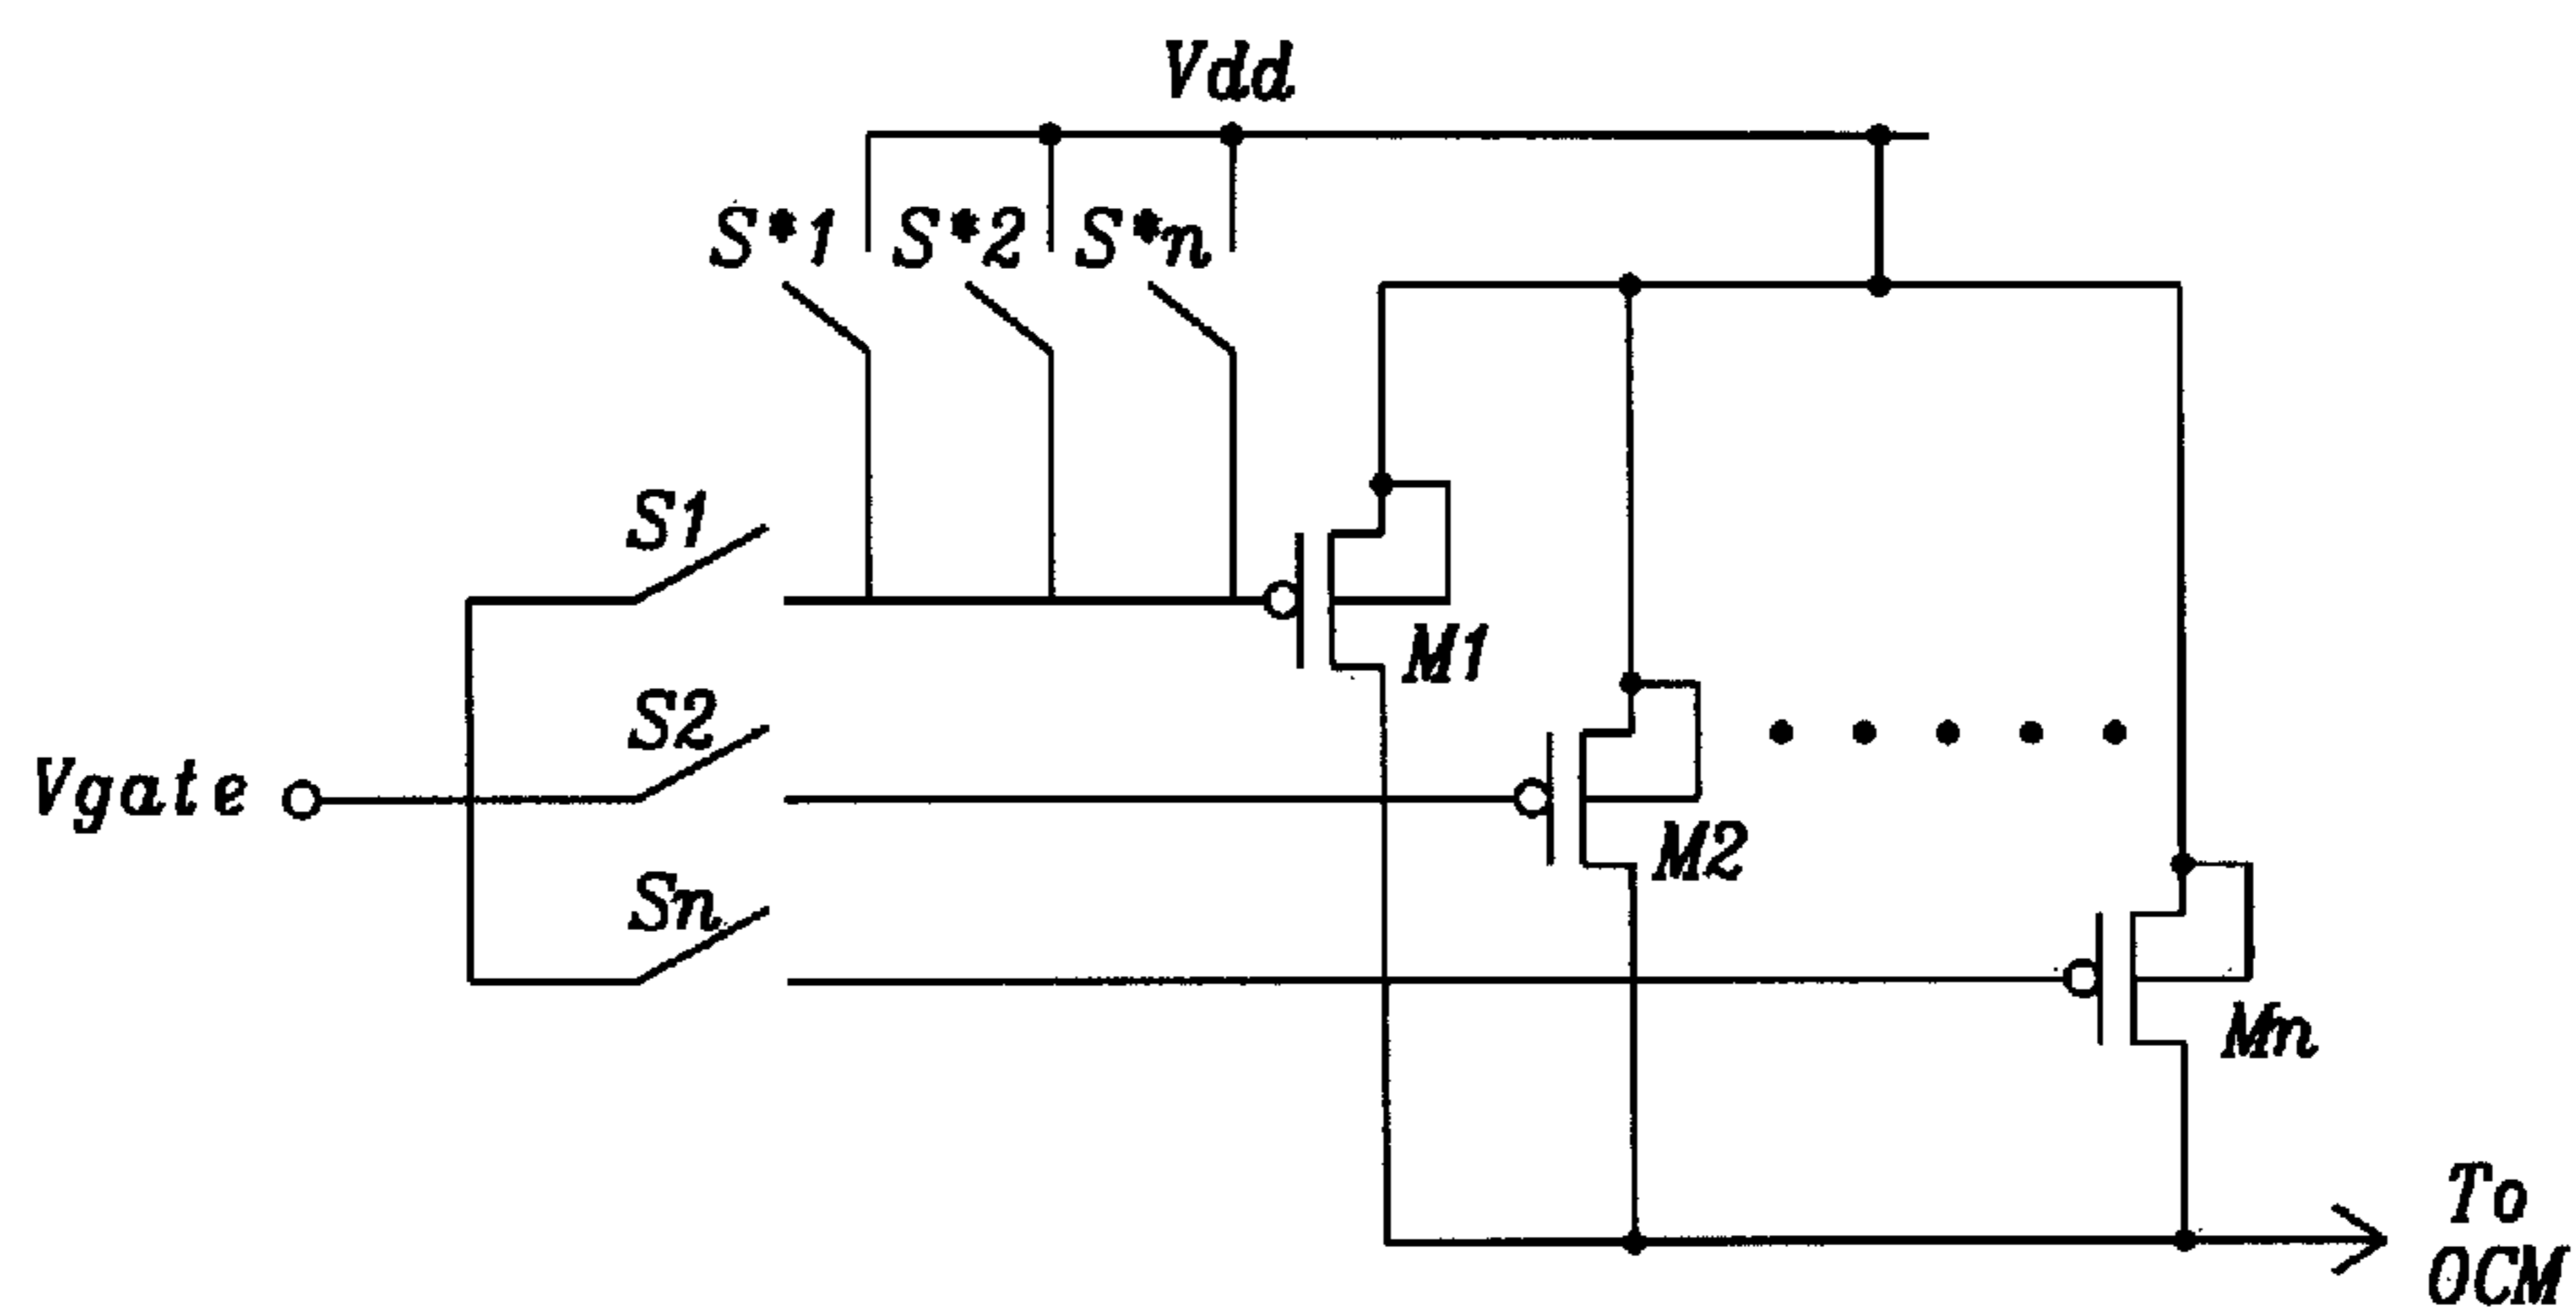 Vdd
S*1 S*2 S*n
S1
M1
S2
Vgate
M2
Sn
Mn
To
OCM